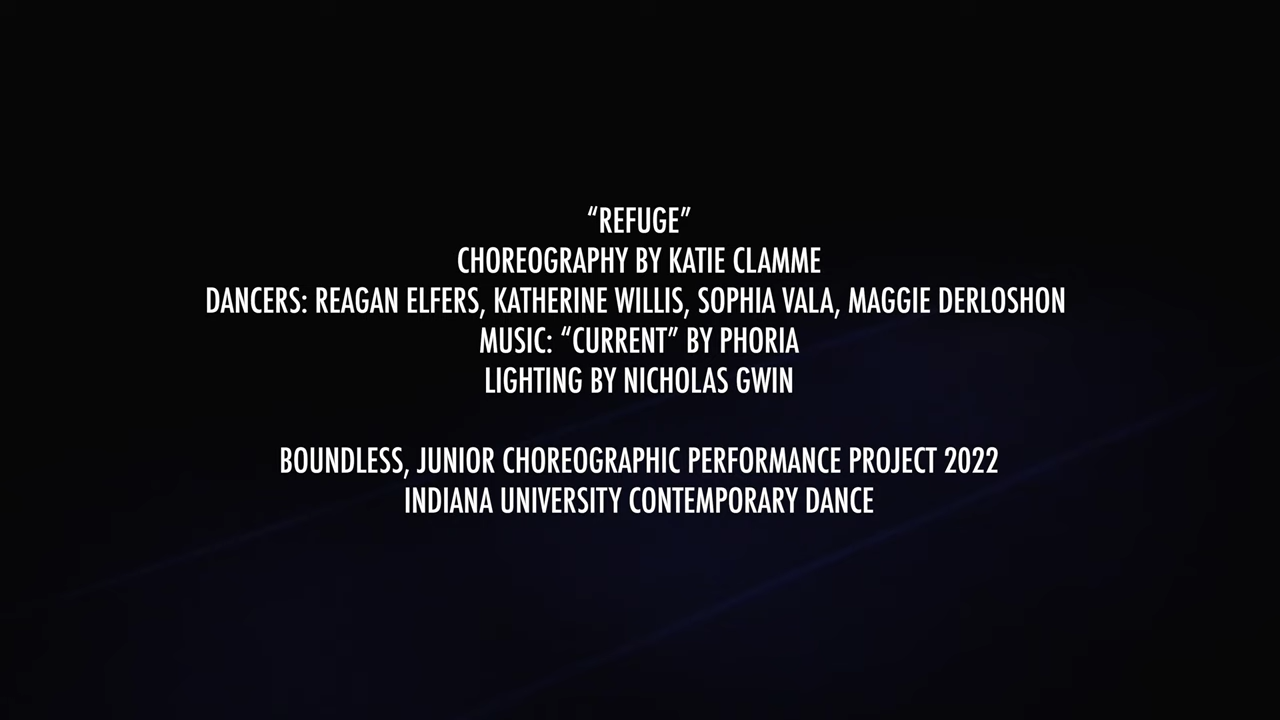 “REFUGE”
CHOREOGRAPHY BY KATIE CLAMME
DANCERS: REAGAN ELFERS, KATHERINE WILLIS, SOPHIA VALA, MAGGIE DERLOSHON
MUSIC: “CURRENT” BY PHORIA
LIGHTING BY NICHOLAS GWIN
BOUNDLESS, JUNIOR CHOREOGRAPHIC PERFORMANCE PROJECT 2022
INDIANA UNIVERSITY CONTEMPORARY DANCE